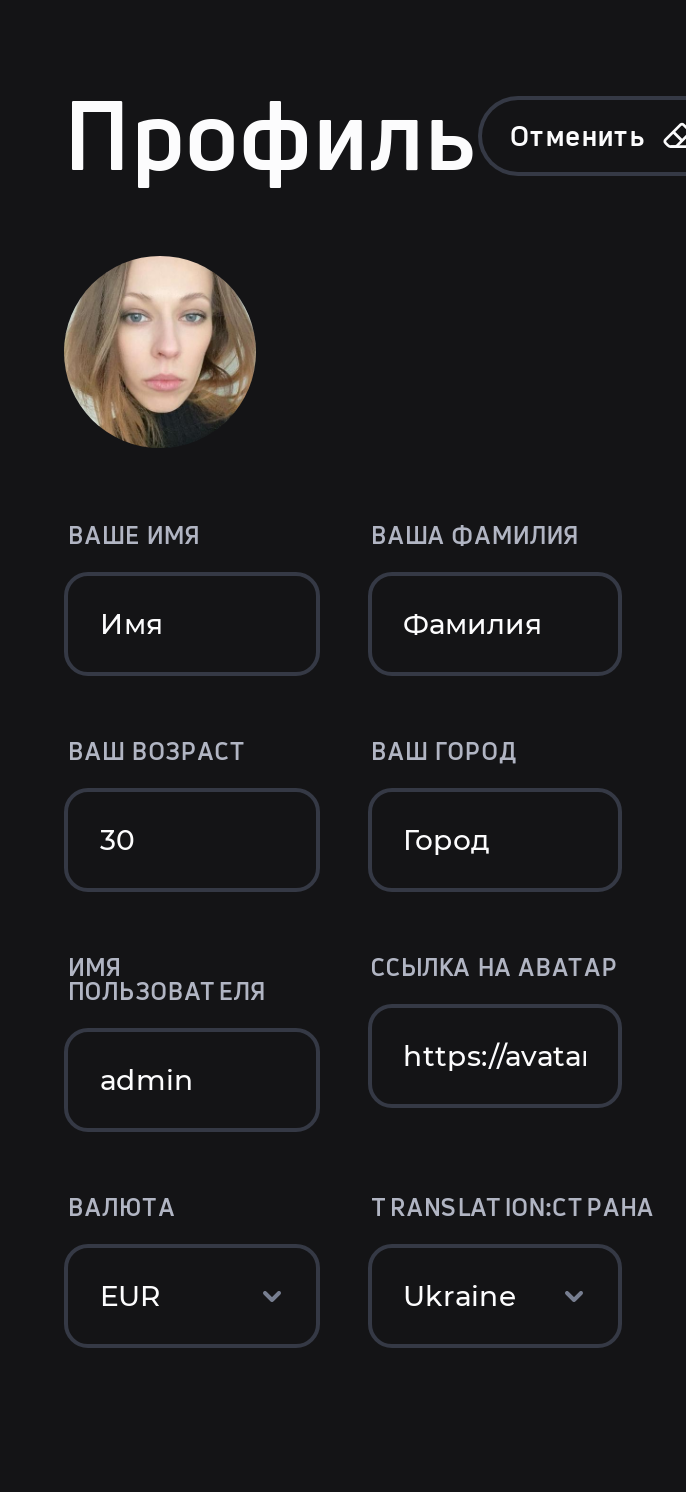 Профиль
Отменить
ВАШЕ ИМЯ
ВАША ФАМИЛИЯ
Имя
Фамилия
ВАШ ВОЗРАСТ
ВАШ ГОРОД
30
Город
ИМЯ
ПОЛЬЗОВАТЕЛЯ
ССЫЛКА НА АВАТАР
admin
https://avatar
ВАЛЮТА
TRANSLATION:СТРАНА
EUR
Ukraine